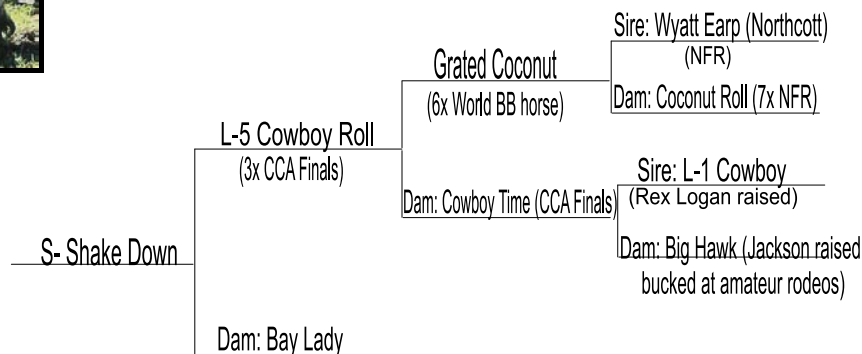 Sire: Wyatt Earp (Northcott)
(NFR)
Grated Coconut
(6x World BB horse)
Dam: Coconut Roll (7x NFR)
L-5 Cowboy Roll
(3x CCA Finals)
Sire: L-1 Cowboy
(Rex Logan raised)
Dam: Cowboy Time (CCA Finals)
Dam: Big Hawk (Jackson raised
bucked at amateur rodeos)
S- Shake Down
Dam: Bay Lady